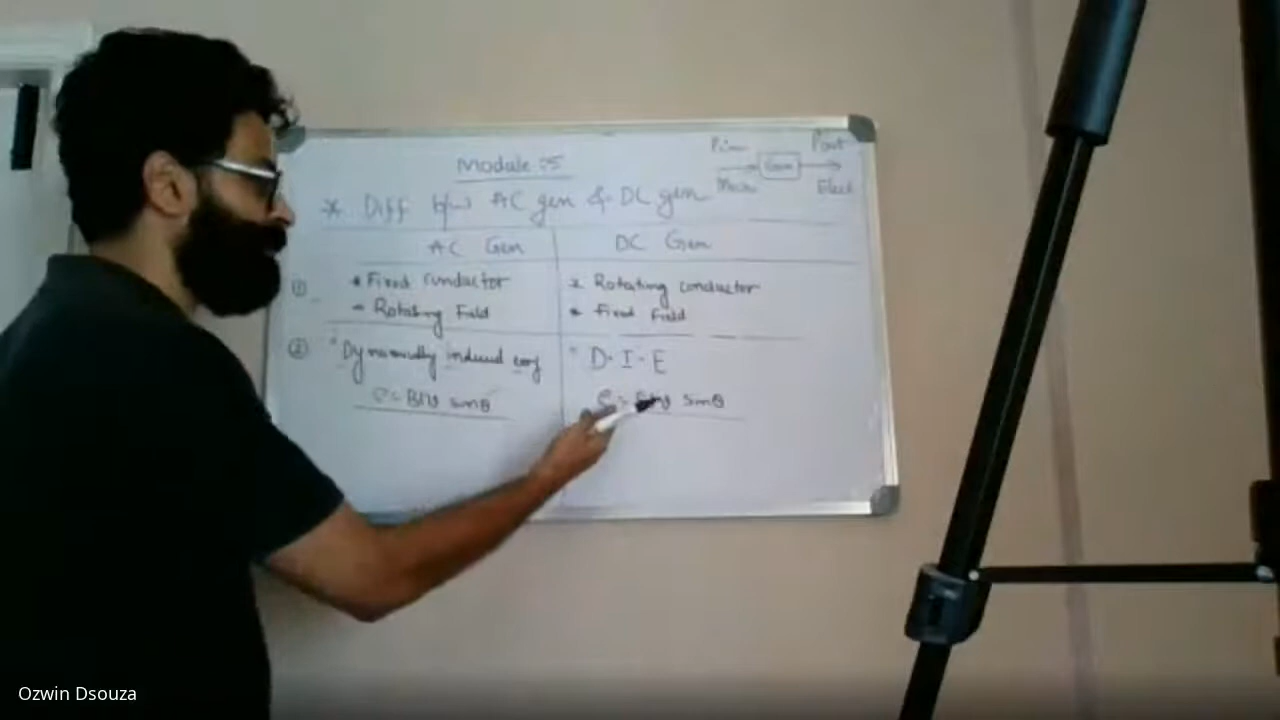 Module :5
Pin Pout
Gen
Mech Elect
* Diff b/w AC gen & DC gen
AC Gen DC Gen
① * Fixed Conductor * Rotating Conductor
- Rotating Field * Fixed Field
② " Dynamically induced emf " D.I.E
e = Blv sinθ e = Blv sinθ
Ozwin Dsouza